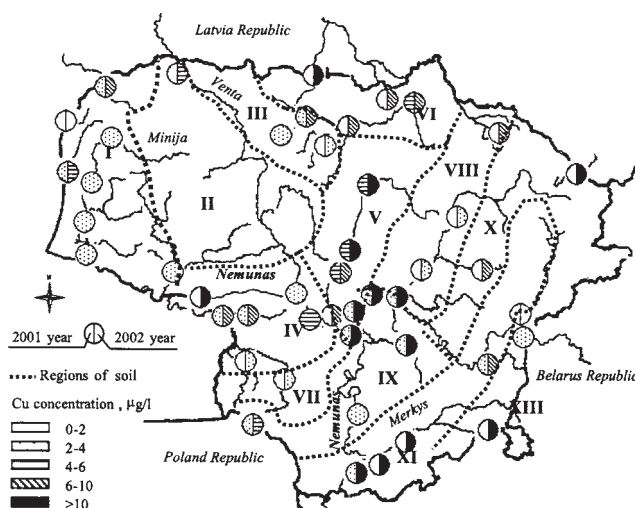 Latvia Republic
Venta
III
VI
Minija
I
VIII
II
V
X
Nemunas
IV
2001 year
2002 year
Regions of soil
VII
IX
Belarus Republic
Cu concentration , µg/l
Nemunas
Merkys
XIII
0-2
2-4
Poland Republic
XI
4-6
6-10
>10